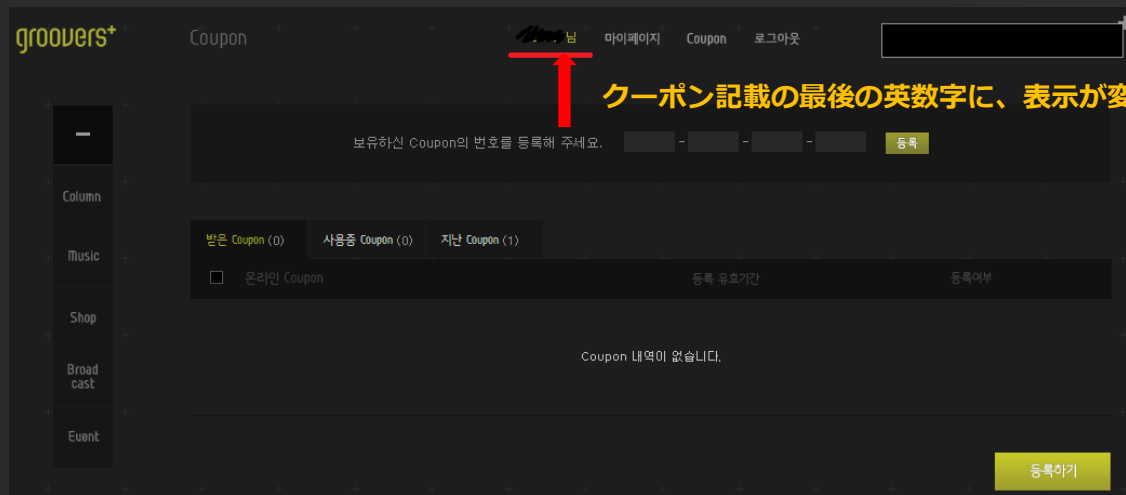 groovers+
Coupon
님 마이페이지 Coupon 로그아웃
クーポン記載の最後の英数字に、表示が変
보유하신 Coupon의 번호를 등록해 주세요. - - - 등록
Column
Music
Shop
Broad
cast
Event
받은 Coupon (0) 사용중 Coupon (0) 지난 Coupon (1)
온라인 Coupon 등록 유효기간 등록여부
Coupon 내역이 없습니다.
등록하기